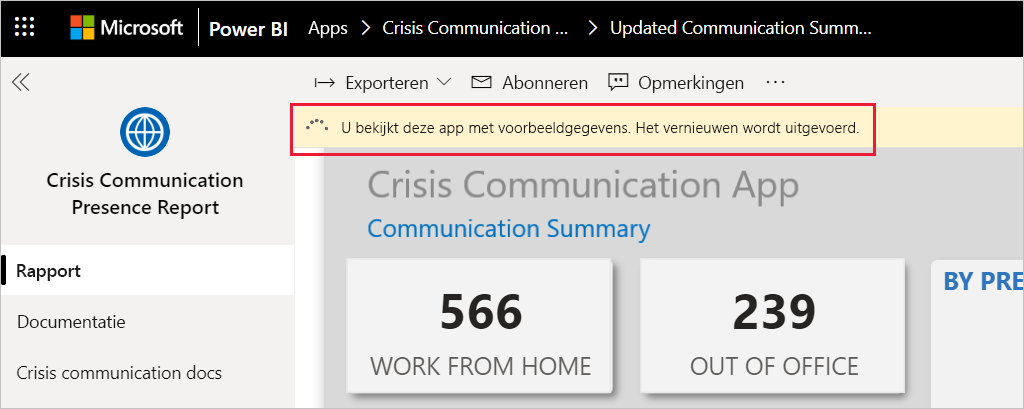 Microsoft Power BI Apps > Crisis Communication ... > Updated Communication Summ...
Exporteren Abonneren Opmerkingen ...
U bekijkt deze app met voorbeeldgegevens. Het vernieuwen wordt uitgevoerd.
Crisis Communication
Presence Report
Rapport
Documentatie
Crisis communication docs
Crisis Communication App
Communication Summary
566
WORK FROM HOME
239
OUT OF OFFICE
BY PRE